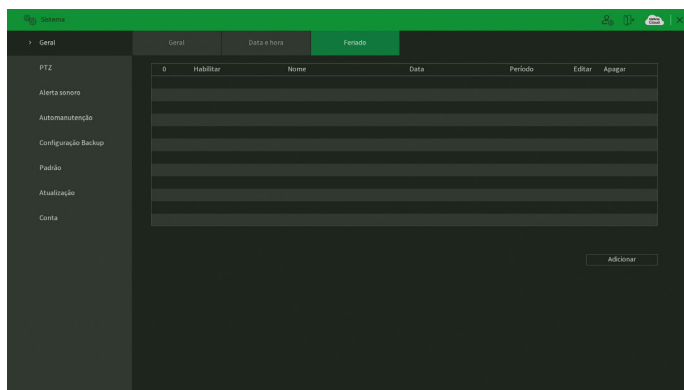 Sistema
Geral
PTZ
Alerta sonoro
Automanutenção
Configuração Backup
Padrão
Atualização
Conta
Geral Data e hora Feriado
0 Habilitar Nome Data Período Editar Apagar
Adicionar